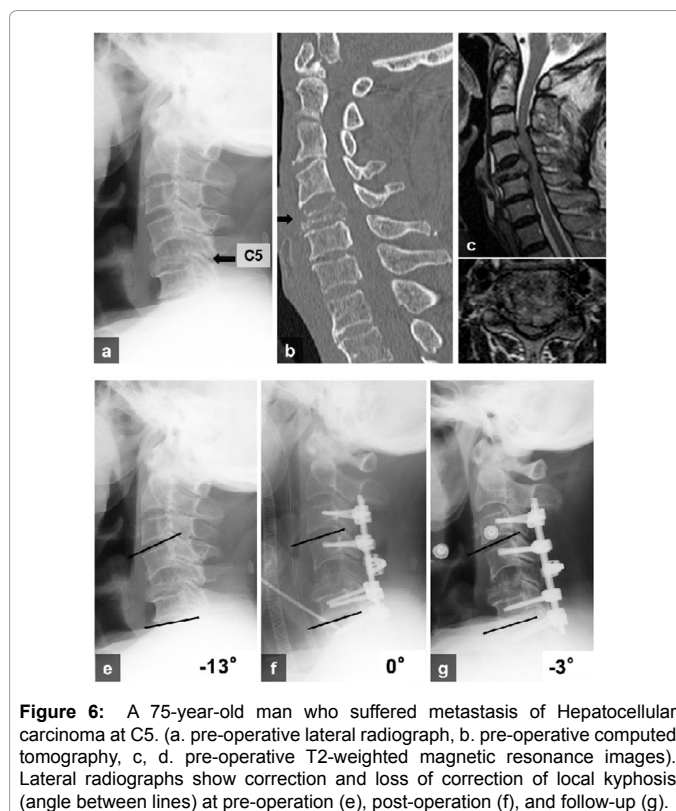 C5
a
b
c
-13°
0°
-3°
e
f
g
Figure 6: A 75-year-old man who suffered metastasis of Hepatocellular
carcinoma at C5. (a. pre-operative lateral radiograph, b. pre-operative computed
tomography, c, d. pre-operative T2-weighted magnetic resonance images).
Lateral radiographs show correction and loss of correction of local kyphosis
(angle between lines) at pre-operation (e), post-operation (f), and follow-up (g).